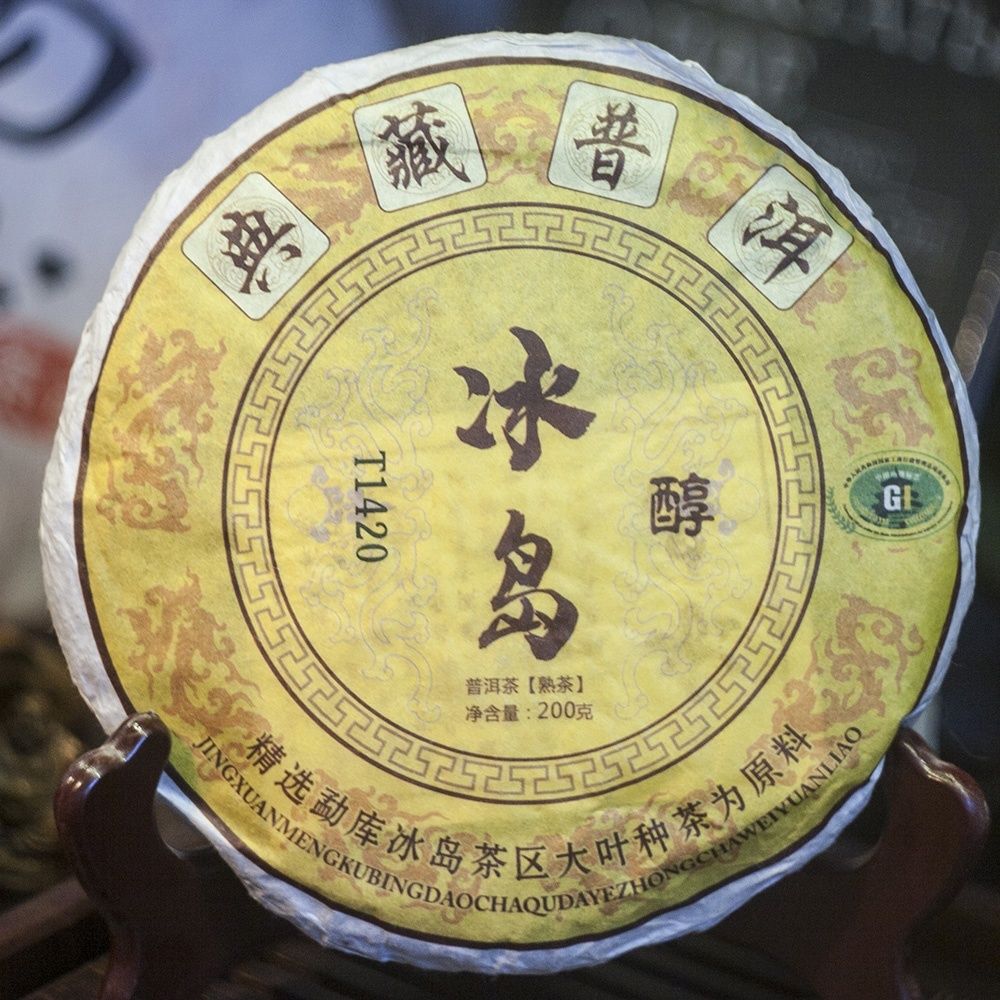 典藏普洱
冰岛
醇
T1420
GI
普洱茶【熟茶】
净含量：200克
精选勐库冰岛茶区大叶种茶为原料
JINGXUANMENGKUBINGDAOCHAQUDAYEZHONGCHAWEIYUANLIAO